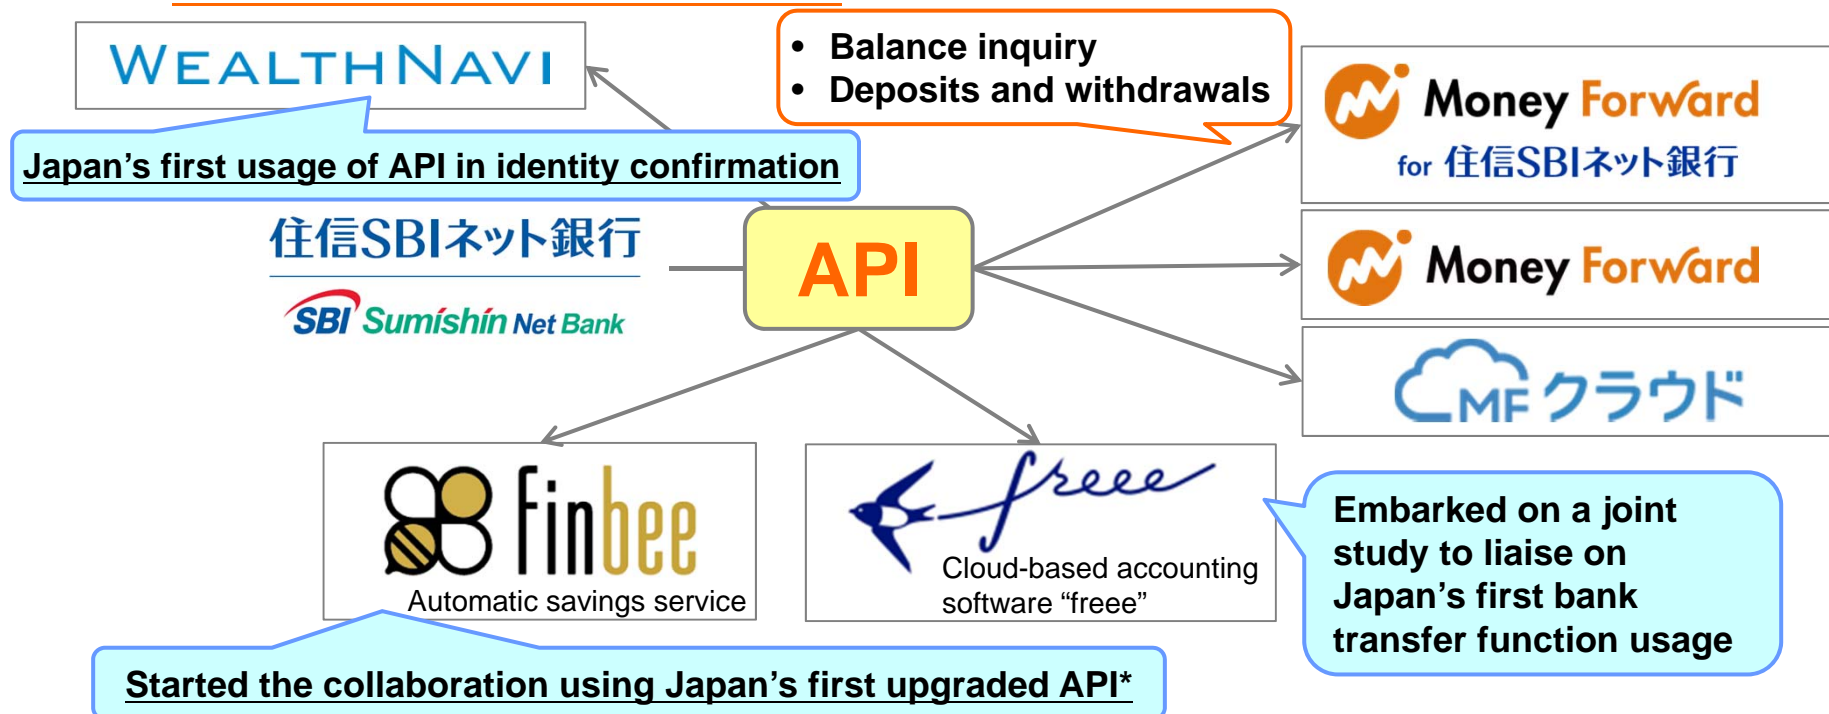 WEALTHNAVI
• Balance inquiry
• Deposits and withdrawals
Japan’s first usage of API in identity confirmation
Money Forward
for 住信SBIネット銀行
住信SBIネット銀行
SBI Sumishin Net Bank
API
Money Forward
MFクラウド
finbee
Automatic savings service
freee
Cloud-based accounting
software “freee”
Embarked on a joint
study to liaise on
Japan’s first bank
transfer function usage
Started the collaboration using Japan’s first upgraded API*